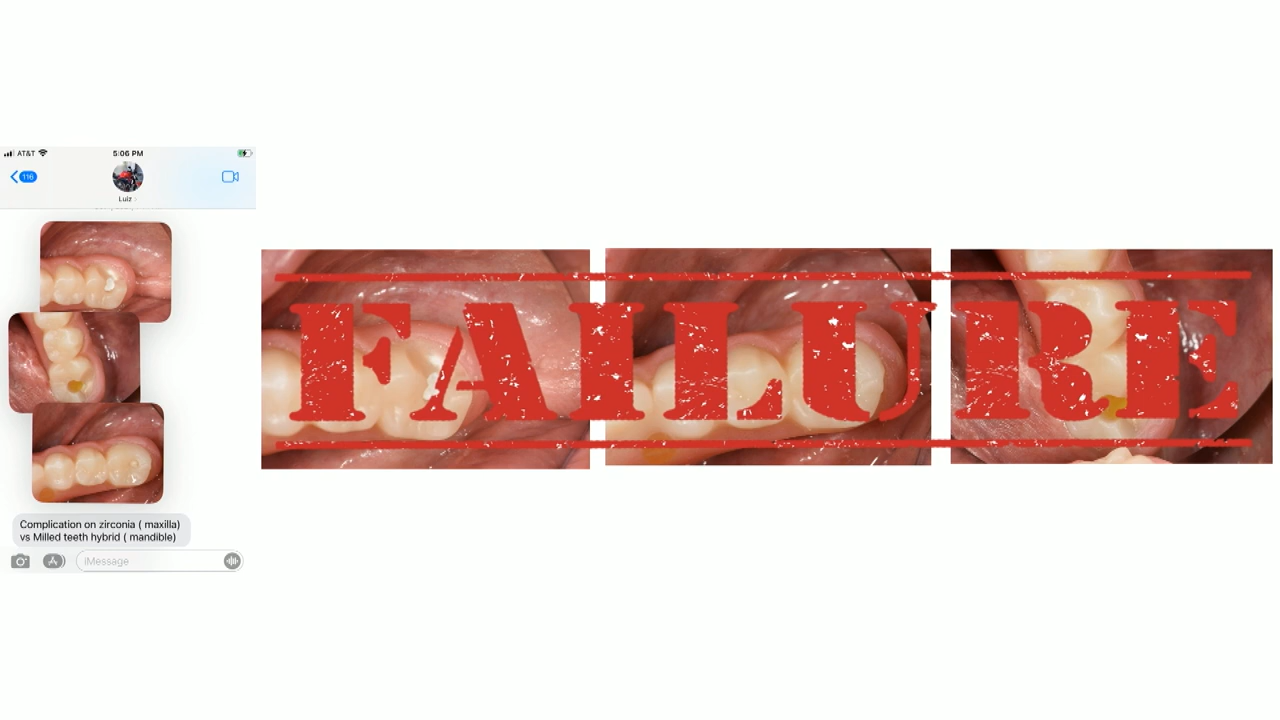 AT&T
5:06 PM
116
Luiz
Complication on zirconia ( maxilla)
vs Milled teeth hybrid ( mandible)
iMessage
FAILURE